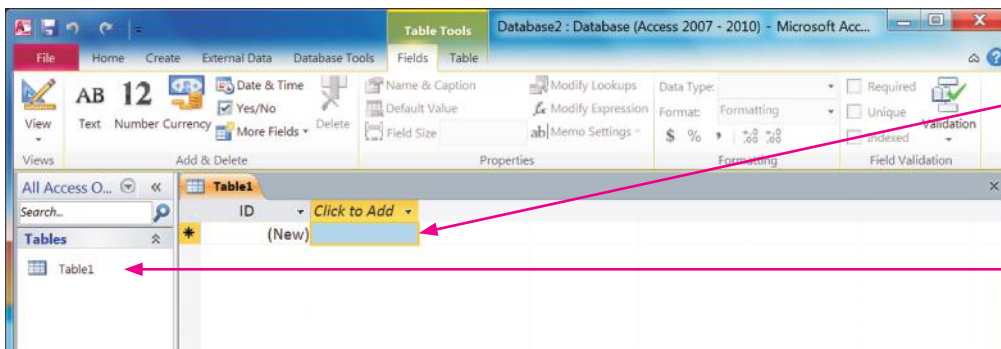 Table Tools
Database2 : Database (Access 2007 - 2010) - Microsoft Acc...
File Home Create External Data Database Tools Fields Table
AB 12
View Text Number Currency
Date & Time
Yes/No
More Fields
Delete
Name & Caption
Default Value
Field Size
Modify Lookups
Modify Expression
ab Memo Settings
Data Type:
Format: Formatting
$ % , .00 .00
Required
Unique
Indexed
Validation
Views Add & Delete Properties Formatting Field Validation
All Access O... «
Search...
Tables
Table1
Table1
ID Click to Add
(New)